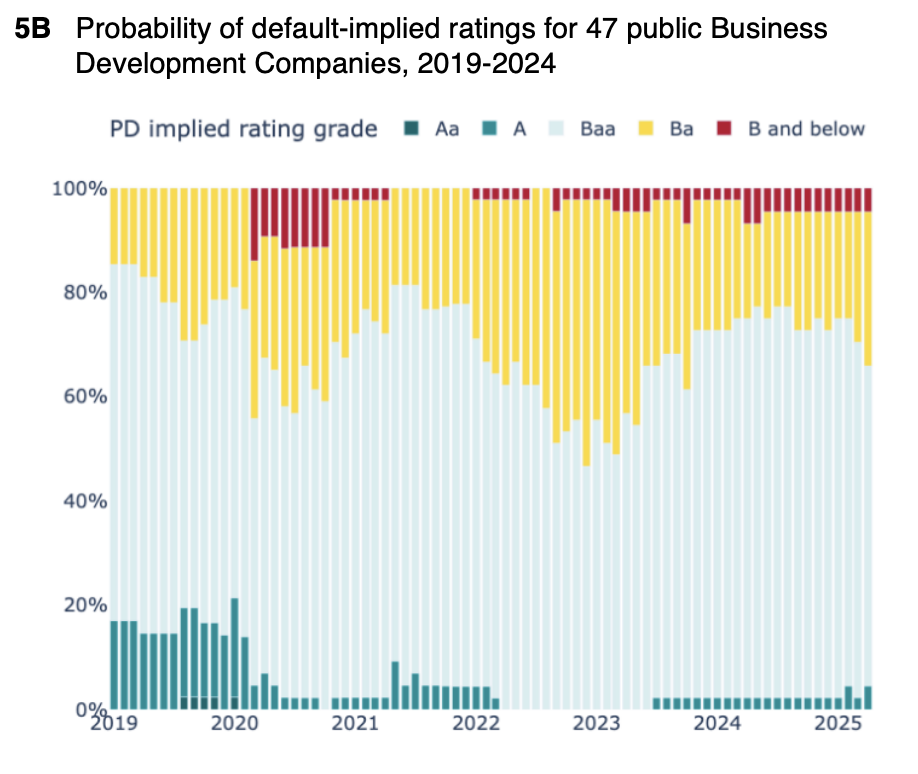 5B Probability of default-implied ratings for 47 public Business
Development Companies, 2019-2024
PD implied rating grade Aa A Baa Ba B and below
100%
80%
60%
40%
20%
0%
2019 2020 2021 2022 2023 2024 2025